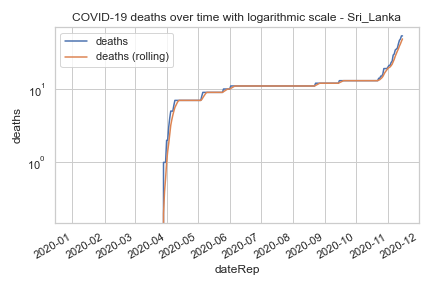 COVID-19 deaths over time with logarithmic scale - Sri_Lanka
deaths
deaths (rolling)
10¹
10⁰
deaths
2020-01
2020-02
2020-03
2020-04
2020-05
2020-06
2020-07
2020-08
2020-09
2020-10
2020-11
2020-12
dateRep